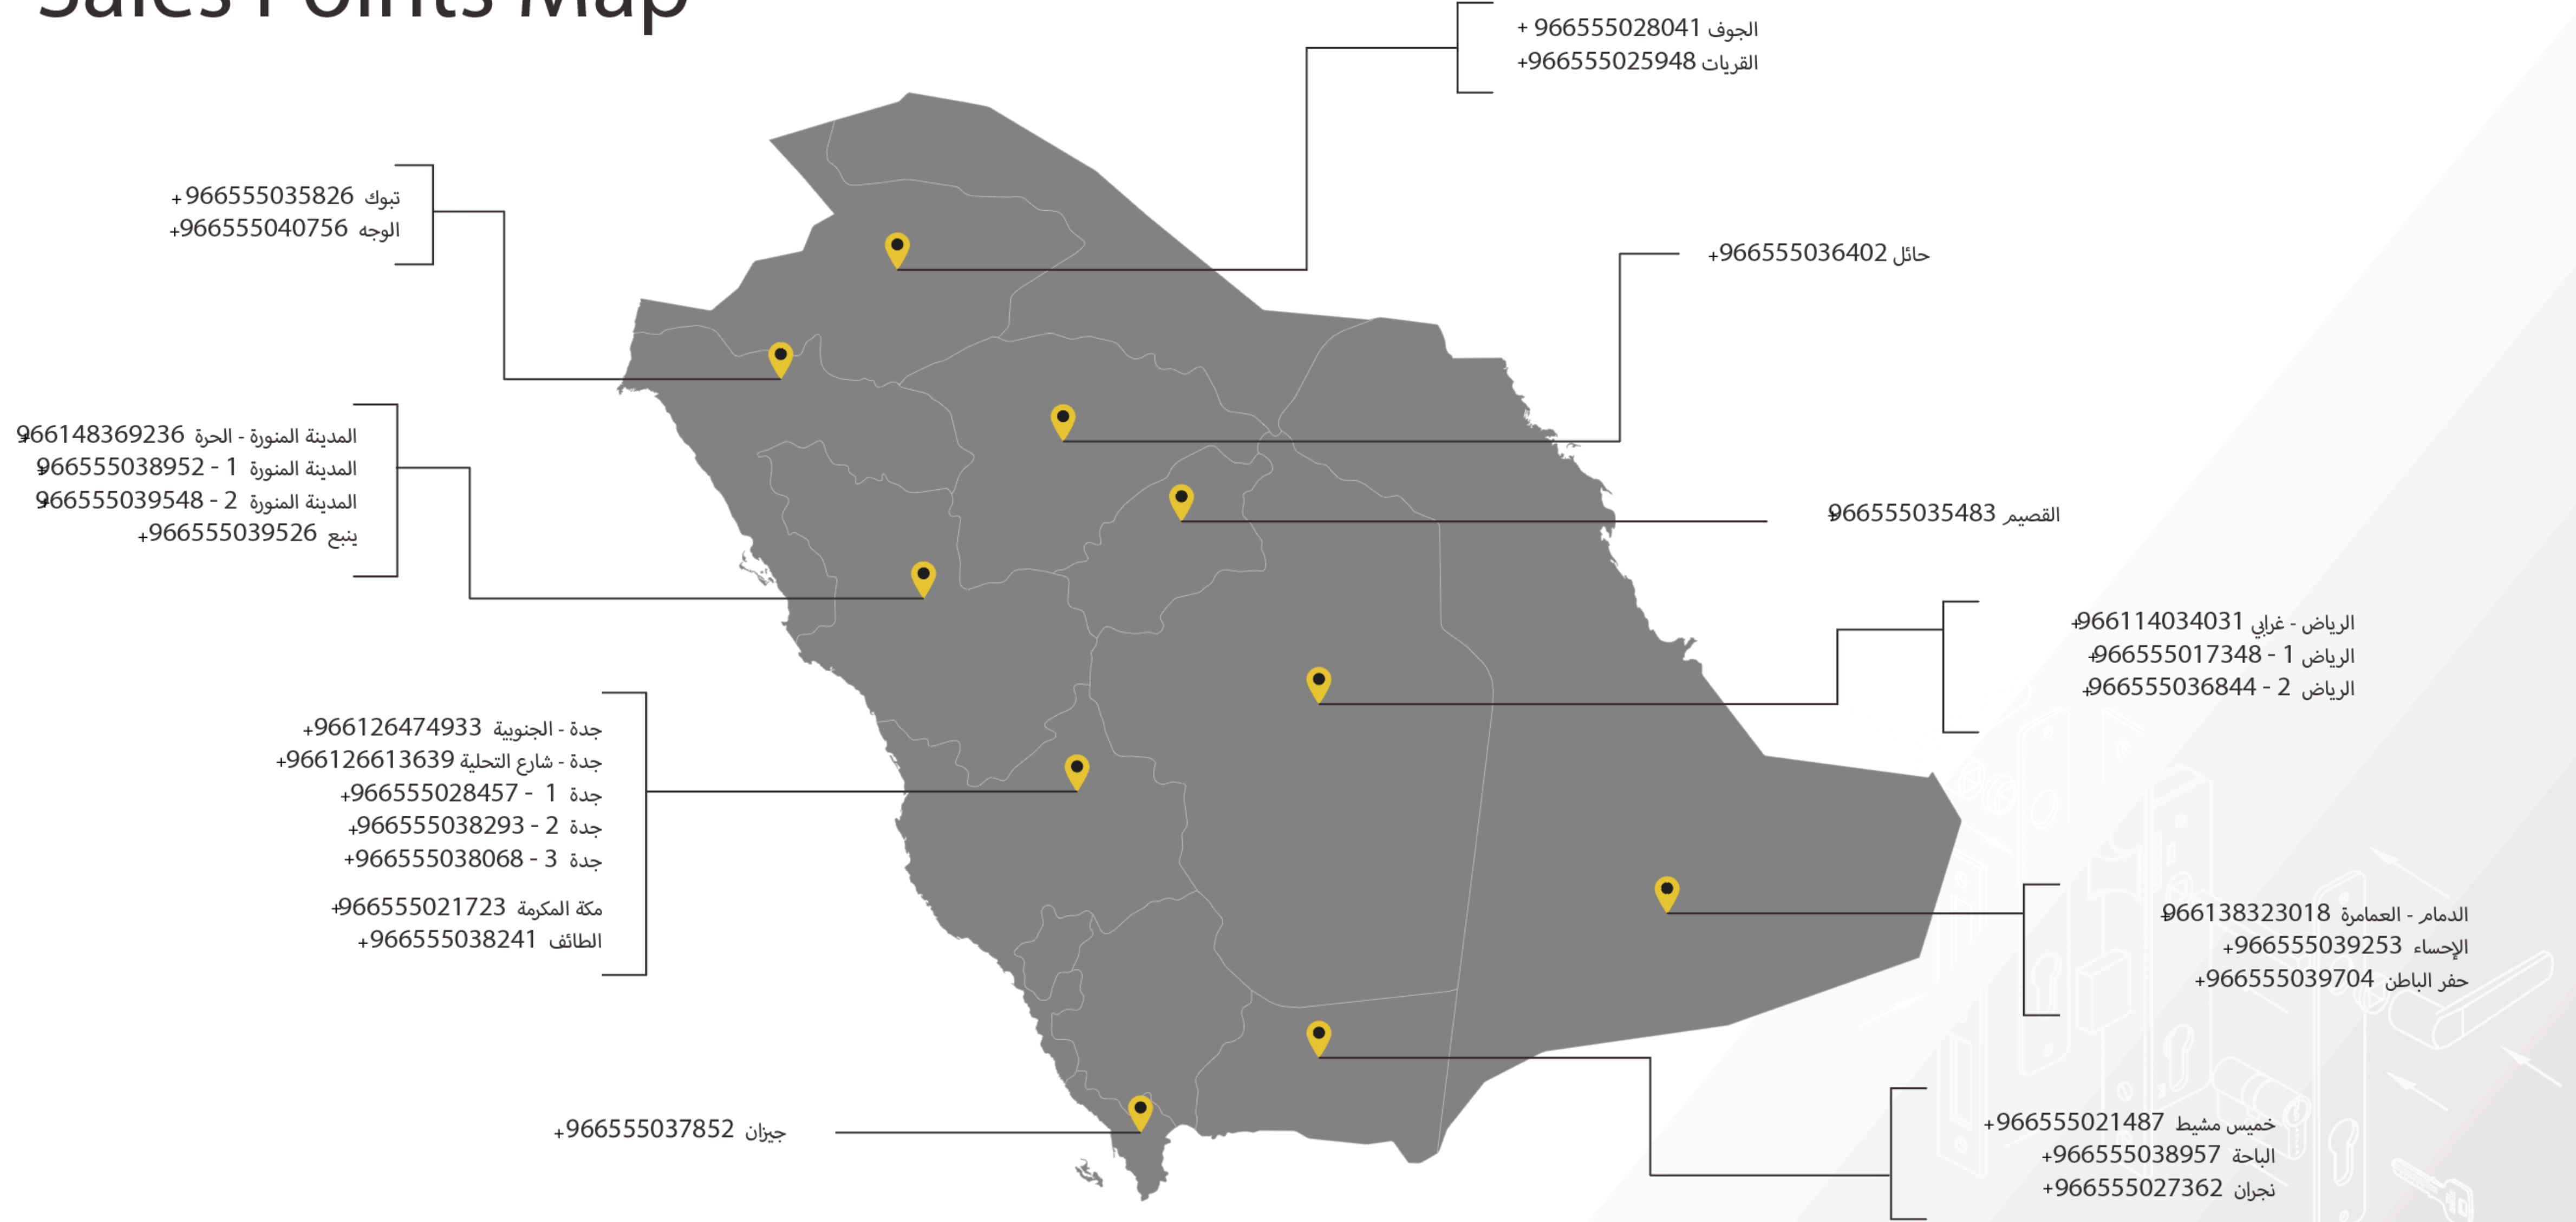 Sales Points Map
الجوف 966555028041 +
القريات 966555025948+
تبوك 966555035826+
الوجه 966555040756+
حائل 966555036402+
المدينة المنورة - الحرة 966148369236+
المدينة المنورة 1 - 966555038952+
المدينة المنورة 2 - 966555039548+
ينبع 966555039526+
القصيم 966555035483+
الرياض - غرابي 966114034031+
الرياض 1 - 966555017348+
الرياض 2 - 966555036844+
جدة - الجنوبية 966126474933+
جدة - شارع التحلية 966126613639+
جدة 1 - 966555028457+
جدة 2 - 966555038293+
جدة 3 - 966555038068+
مكة المكرمة 966555021723+
الطائف 966555038241+
الدمام - العمامرة 966138323018+
الإحساء 966555039253+
حفر الباطن 966555039704+
جيزان 966555037852+
خميس مشيط 966555021487+
الباحة 966555038957+
نجران 966555027362+